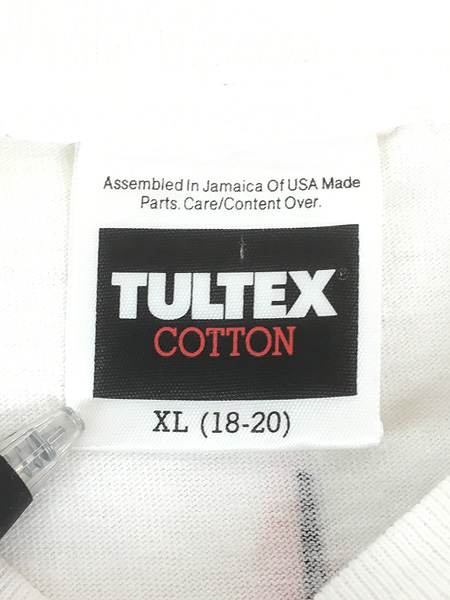 Assembled In Jamaica Of USA Made
Parts. Care/Content Over.
TULTEX®
COTTON
XL (18-20)